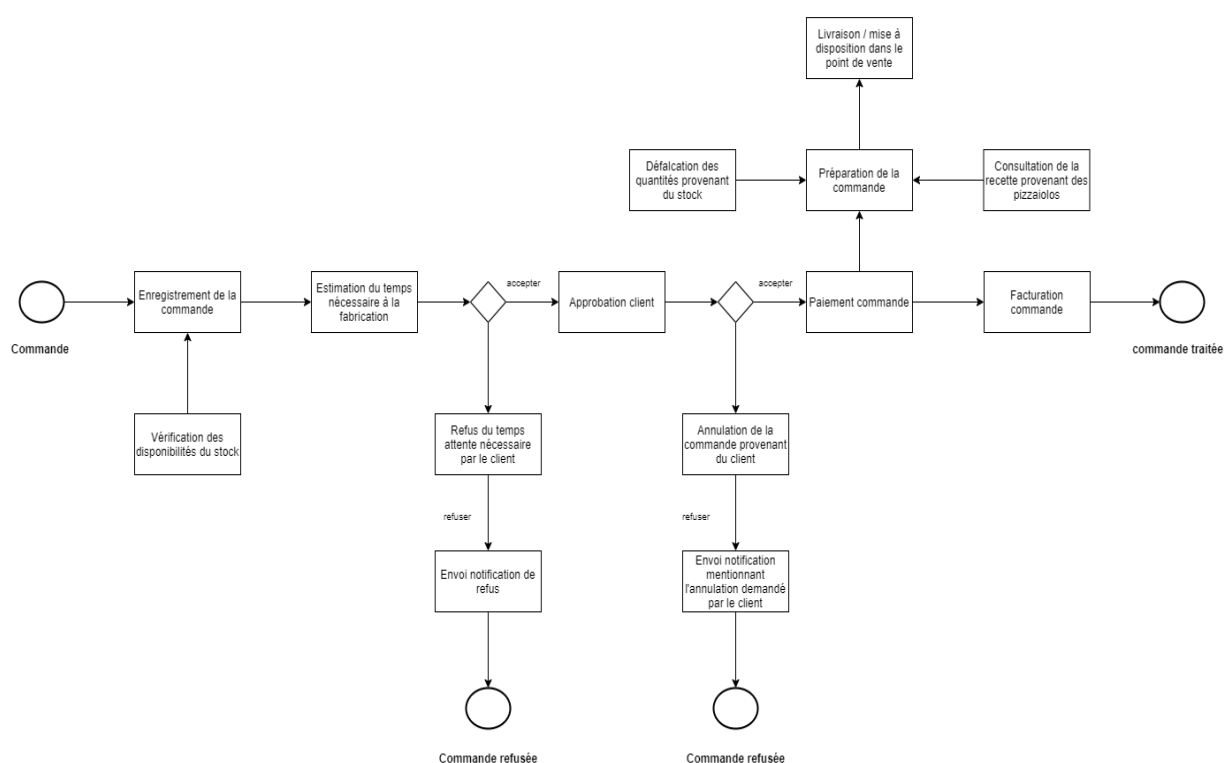 Livraison / mise à
disposition dans le
point de vente
Défalcation des
quantités provenant
du stock
Préparation de la
commande
Consultation de la
recette provenant des
pizzaiolos
Commande
Enregistrement de la
commande
Estimation du temps
nécessaire à la
fabrication
accepter
Approbation client
accepter
Paiement commande
Facturation
commande
commande traitée
Vérification des
disponibilités du stock
Refus du temps
attente nécessaire
par le client
Annulation de la
commande provenant
du client
refuser
refuser
Envoi notification de
refus
Envoi notification
mentionnant
l'annulation demandé
par le client
Commande refusée
Commande refusée